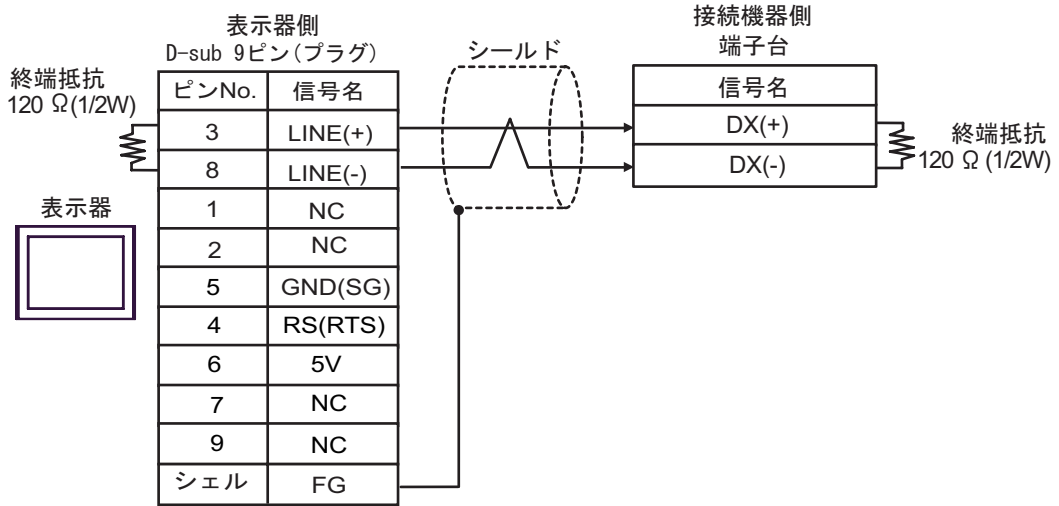 表示器側
D-sub 9ピン(プラグ)
シールド
接続機器側
端子台
終端抵抗
120 Ω(1/2W)
ピンNo. 信号名
3 LINE(+)
8 LINE(-)
1 NC
2 NC
5 GND(SG)
4 RS(RTS)
6 5V
7 NC
9 NC
シェル FG
表示器
信号名
DX(+)
DX(-)
終端抵抗
120 Ω (1/2W)